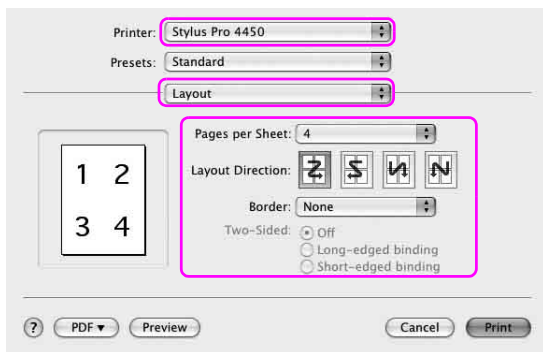 Printer: Stylus Pro 4450
Presets: Standard
Layout
Pages per Sheet: 4
Layout Direction:
Border: None
Two-Sided: Off
Long-edged binding
Short-edged binding
1 2
3 4
? PDF▼ Preview Cancel Print